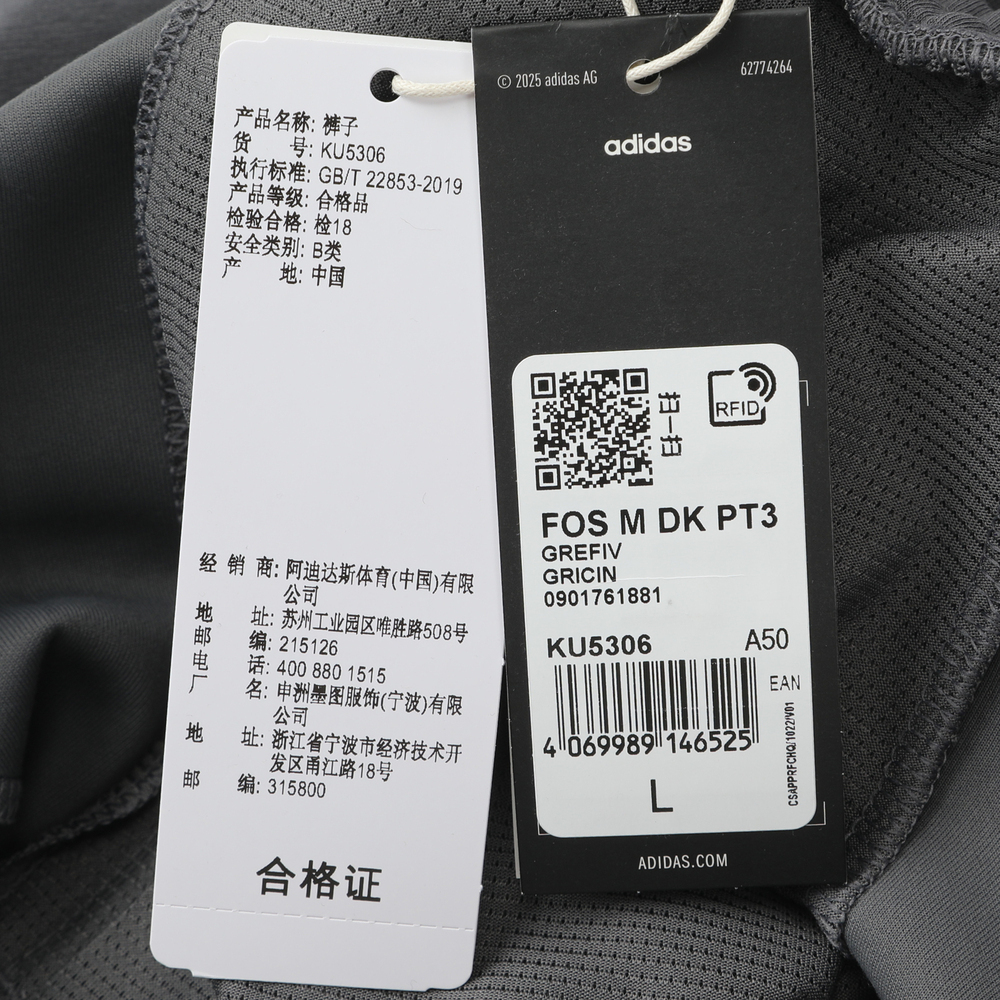 产品名称: 裤子
货 号: KU5306
执行标准: GB/T 22853-2019
产品等级: 合格品
检验合格: 检18
安全类别: B类
产 地: 中国
经 销 商: 阿迪达斯体育(中国)有限
公司
地 址: 苏州工业园区唯胜路508号
邮 编: 215126
电 话: 400 880 1515
厂 名: 申洲墨图服饰(宁波)有限
公司
地 址: 浙江省宁波市经济技术开
发区甬江路18号
邮 编: 315800
合格证
© 2025 adidas AG
62774264
adidas
RFID
FOS M DK PT3
GREFIV
GRICIN
0901761881
KU5306 A50
EAN
4 069989 146525
CSAPPRFCHQ/1022/V01
L
ADIDAS.COM